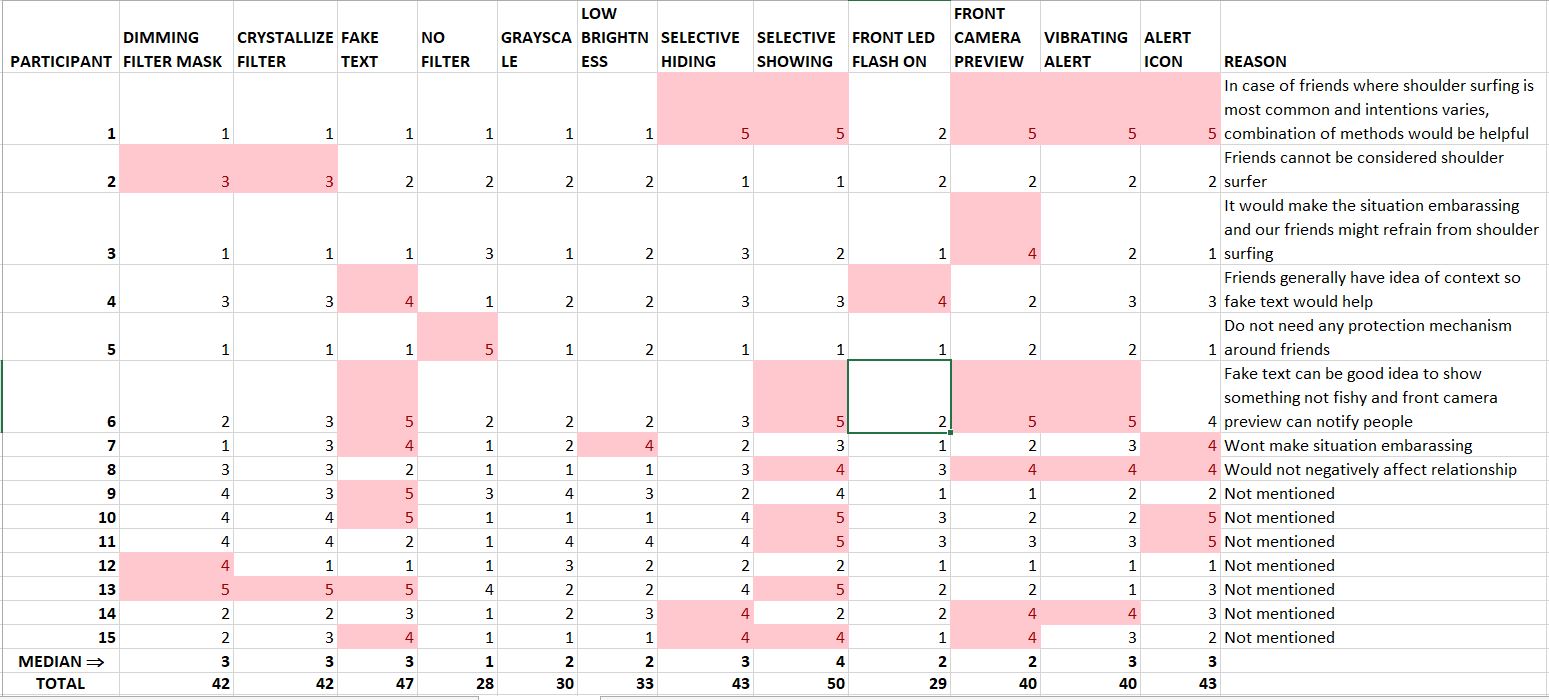 PARTICIPANT DIMMING FILTER MASK CRYSTALLIZE FILTER FAKE TEXT NO FILTER GRAYSCA LE LOW BRIGHTN ESS SELECTIVE HIDING SELECTIVE SHOWING FRONT LED FLASH ON FRONT CAMERA PREVIEW VIBRATING ALERT ALERT ICON REASON
1 1 1 1 1 1 1 5 5 2 5 5 5 In case of friends where shoulder surfing is most common and intentions varies, combination of methods would be helpful
2 3 3 2 2 2 2 1 1 2 2 2 2 Friends cannot be considered shoulder surfer
3 1 1 1 3 1 2 3 2 1 4 2 1 It would make the situation embarassing and our friends might refrain from shoulder surfing
4 3 3 4 1 2 2 3 3 4 2 3 3 Friends generally have idea of context so fake text would help
5 1 1 1 5 1 2 1 1 1 2 2 1 Do not need any protection mechanism around friends
6 2 3 5 2 2 2 3 5 2 5 5 4 Fake text can be good idea to show something not fishy and front camera preview can notify people
7 1 3 4 1 2 4 2 3 1 2 3 4 Wont make situation embarassing
8 3 3 2 1 1 1 3 4 3 4 4 4 Would not negatively affect relationship
9 4 3 5 3 4 3 2 4 1 1 2 2 Not mentioned
10 4 4 5 1 1 1 4 5 3 2 2 5 Not mentioned
11 4 4 2 1 4 4 4 5 3 3 3 5 Not mentioned
12 4 1 1 1 3 2 2 2 1 1 1 1 Not mentioned
13 5 5 5 4 2 2 4 5 2 2 1 3 Not mentioned
14 2 2 3 1 2 3 4 2 2 4 4 3 Not mentioned
15 2 3 4 1 1 1 4 4 1 4 3 2 Not mentioned
MEDIAN ⇒ 3 3 3 1 2 2 3 4 2 2 3 3
TOTAL 42 42 47 28 30 33 43 50 29 40 40 43